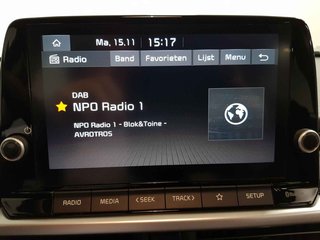 Ma, 15.11 15:17
Radio Band Favorieten Lijst Menu
DAB
NPO Radio 1
NPO Radio 1 - Blok&Toine -
AVROTROS
RADIO MEDIA < SEEK TRACK > SETUP